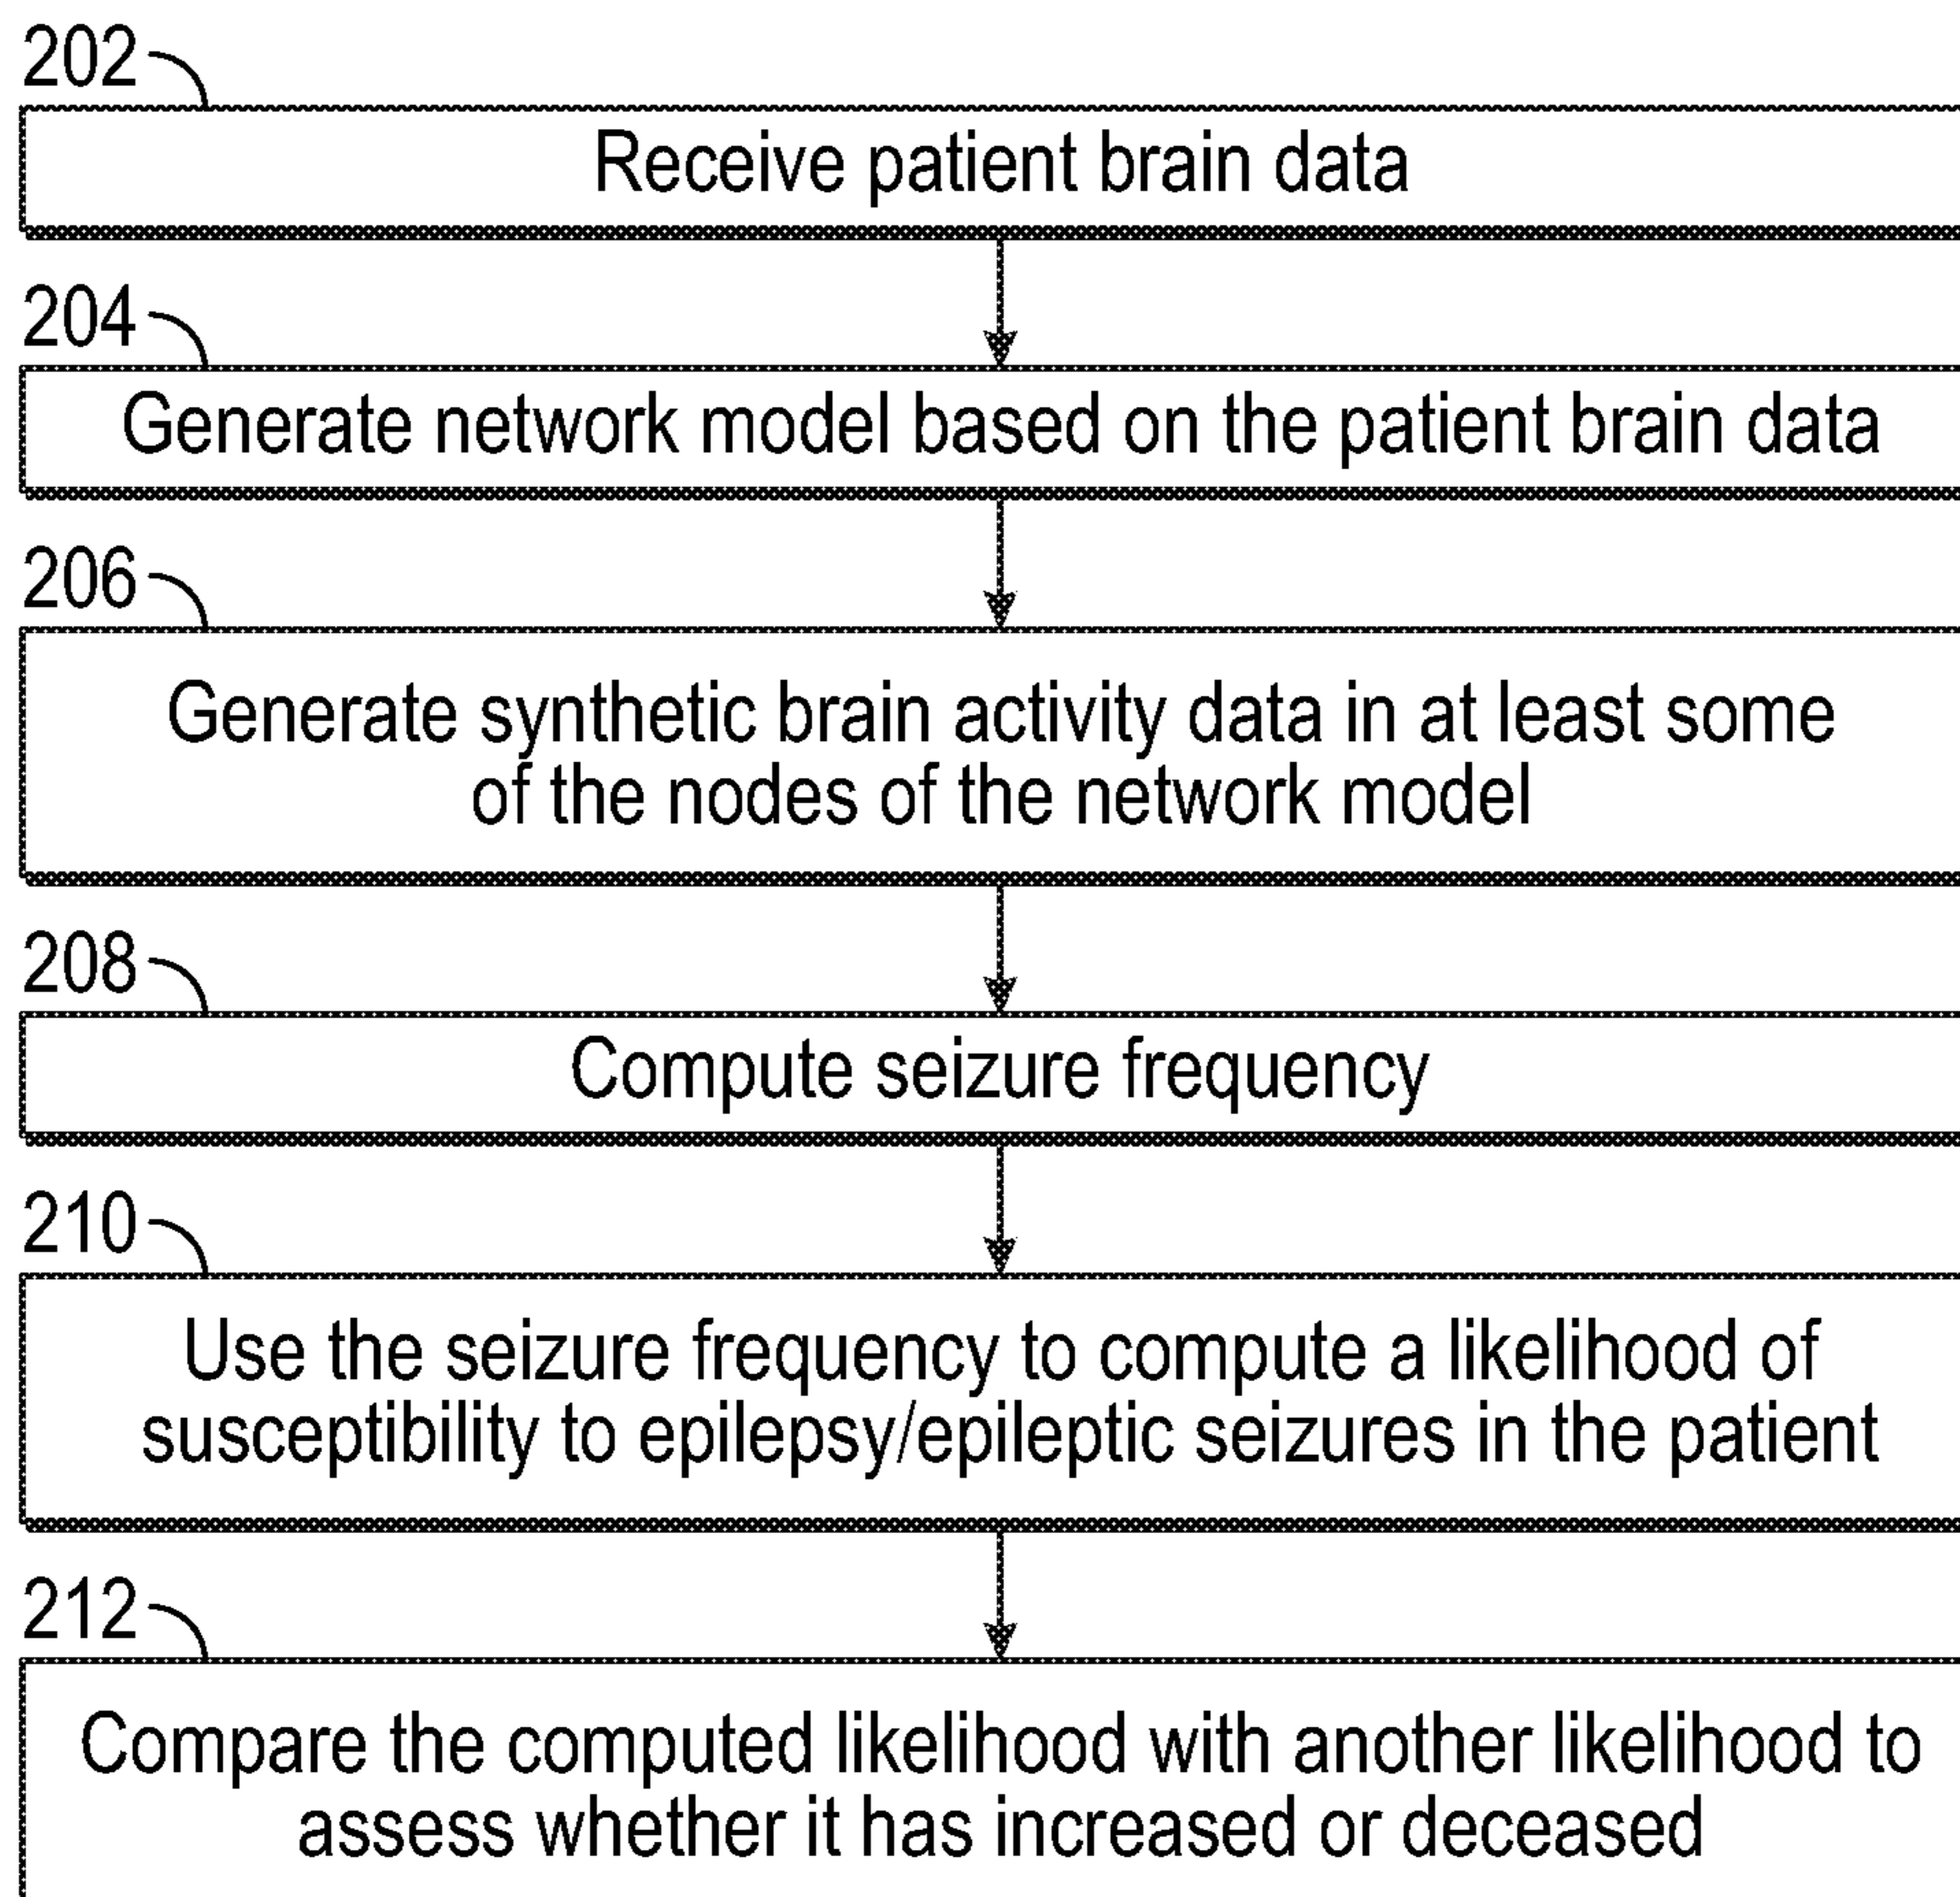 202
Receive patient brain data
204
Generate network model based on the patient brain data
206
Generate synthetic brain activity data in at least some
of the nodes of the network model
208
Compute seizure frequency
210
Use the seizure frequency to compute a likelihood of
susceptibility to epilepsy/epileptic seizures in the patient
212
Compare the computed likelihood with another likelihood to
assess whether it has increased or deceased